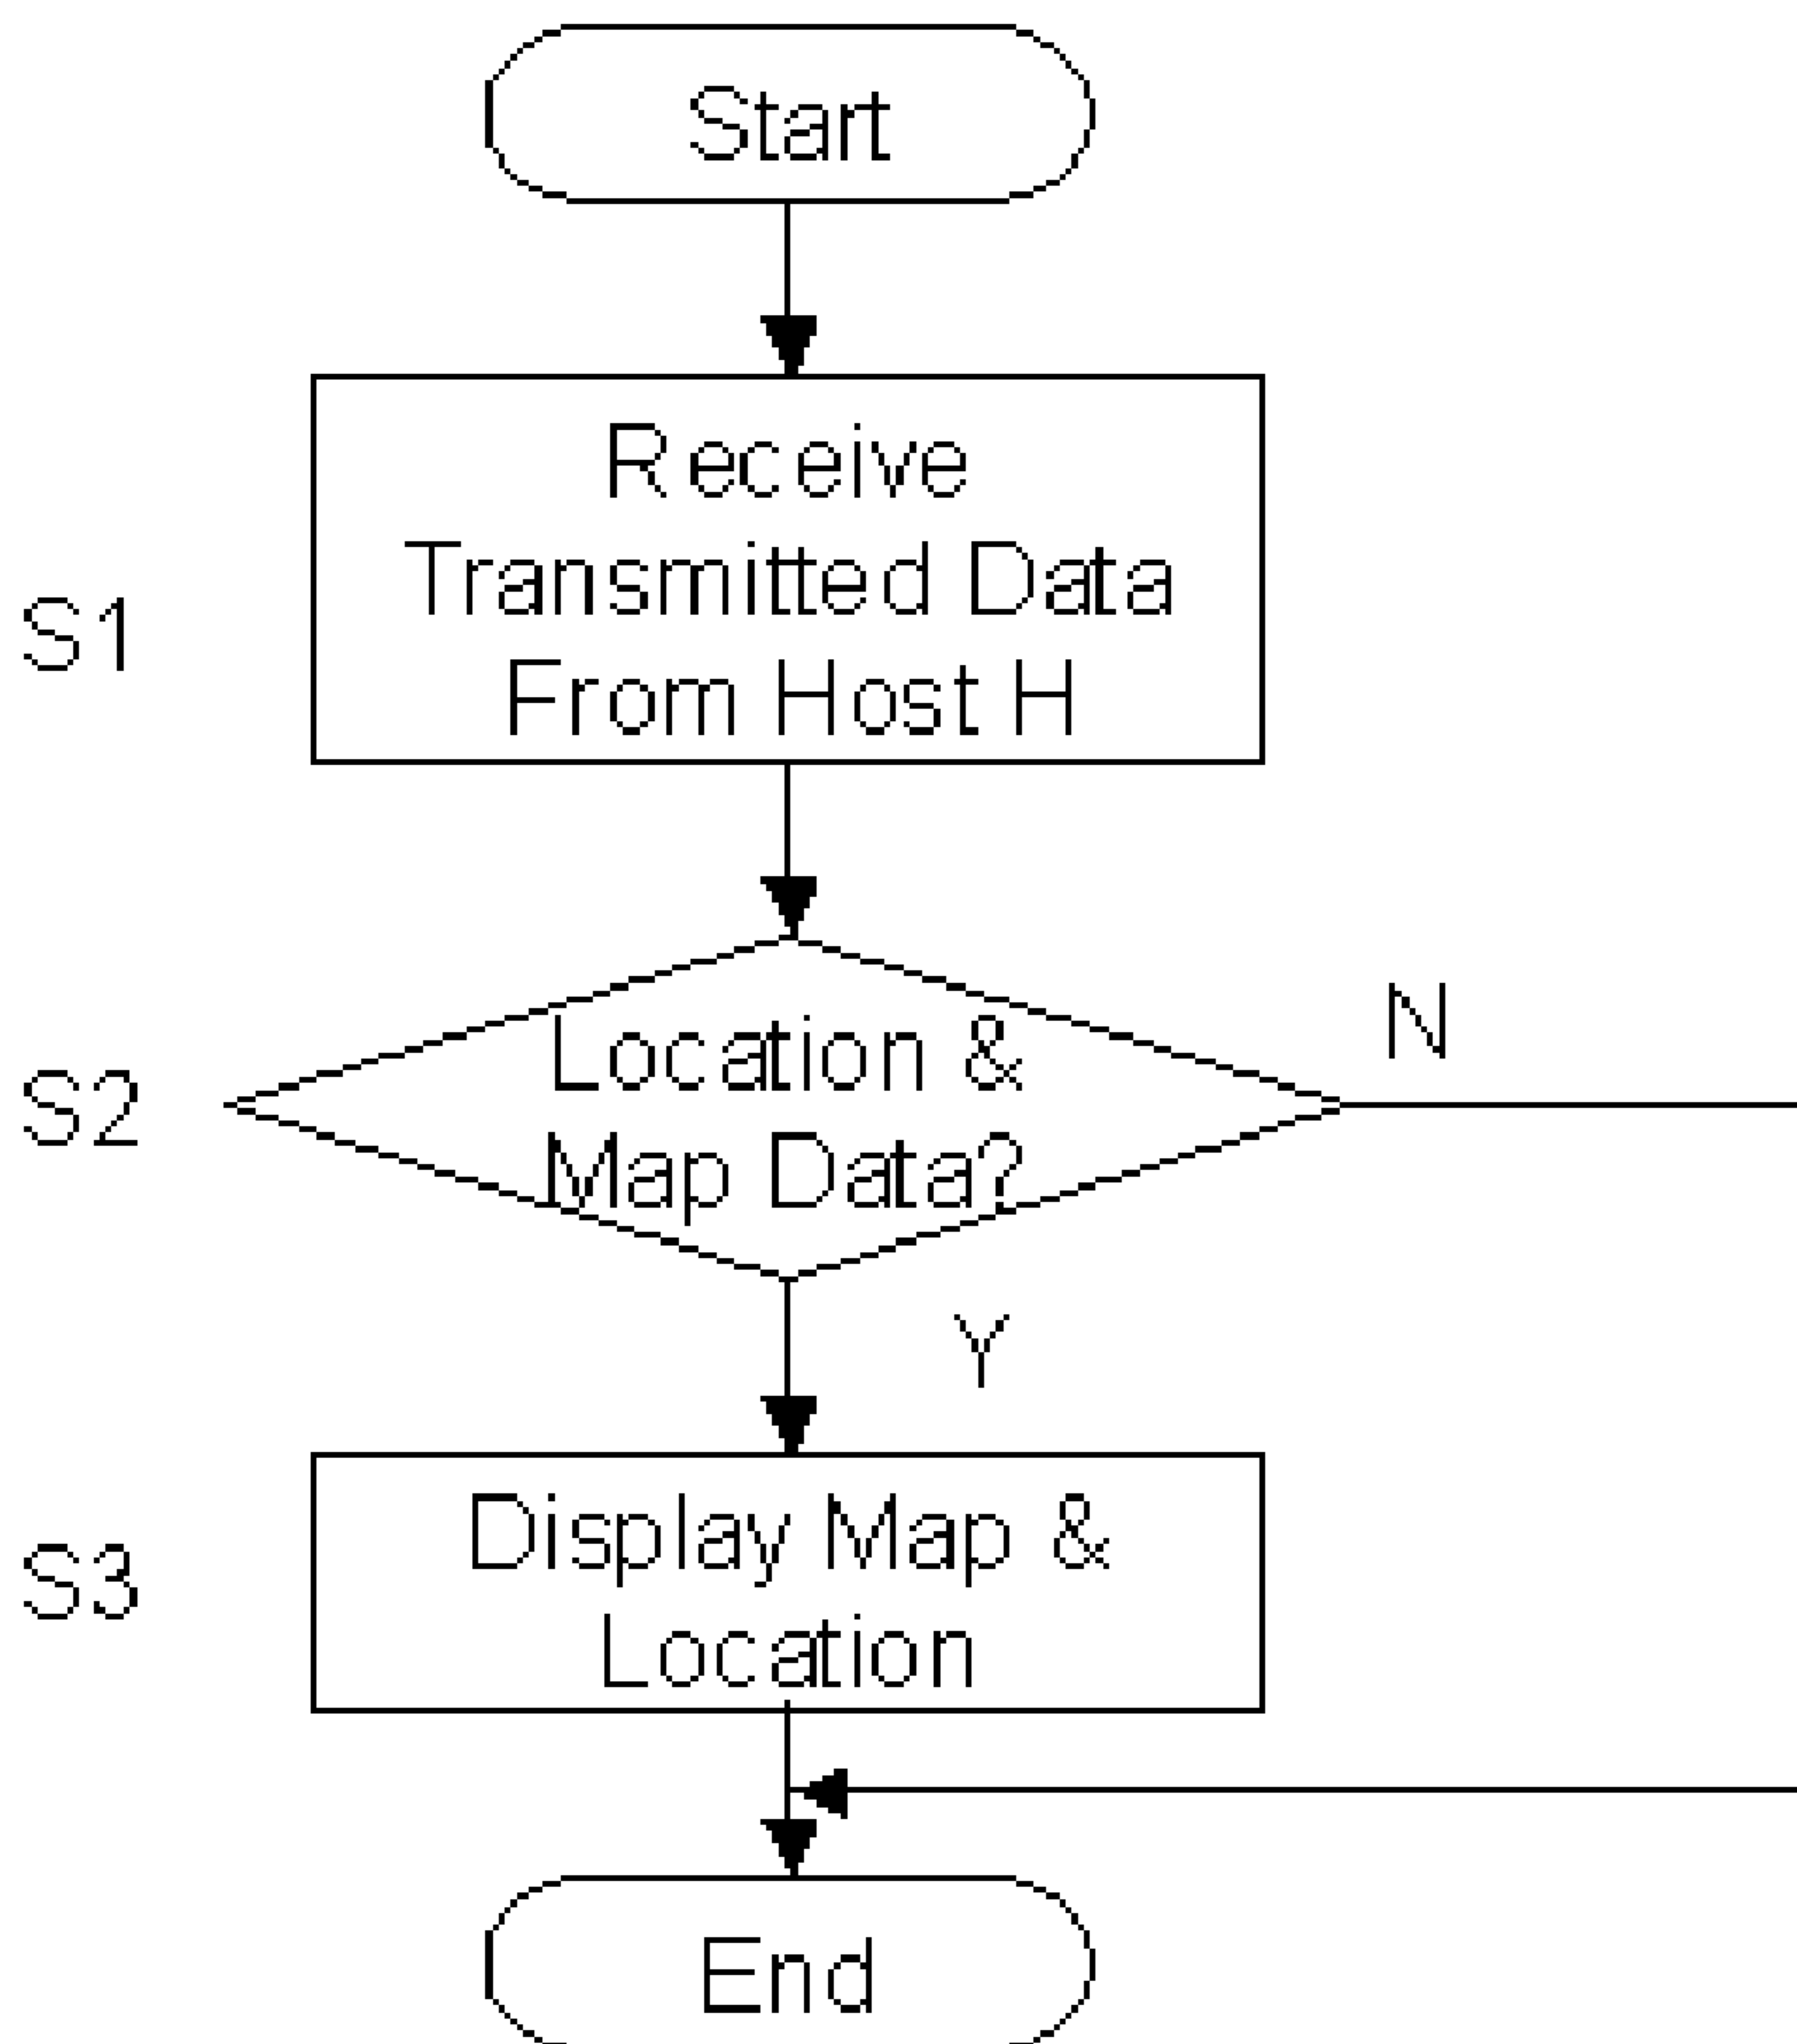 Start
S1
Receive
Transmitted Data
From Host H
S2
Location &
Map Data?
N
Y
S3
Display Map &
Location
End